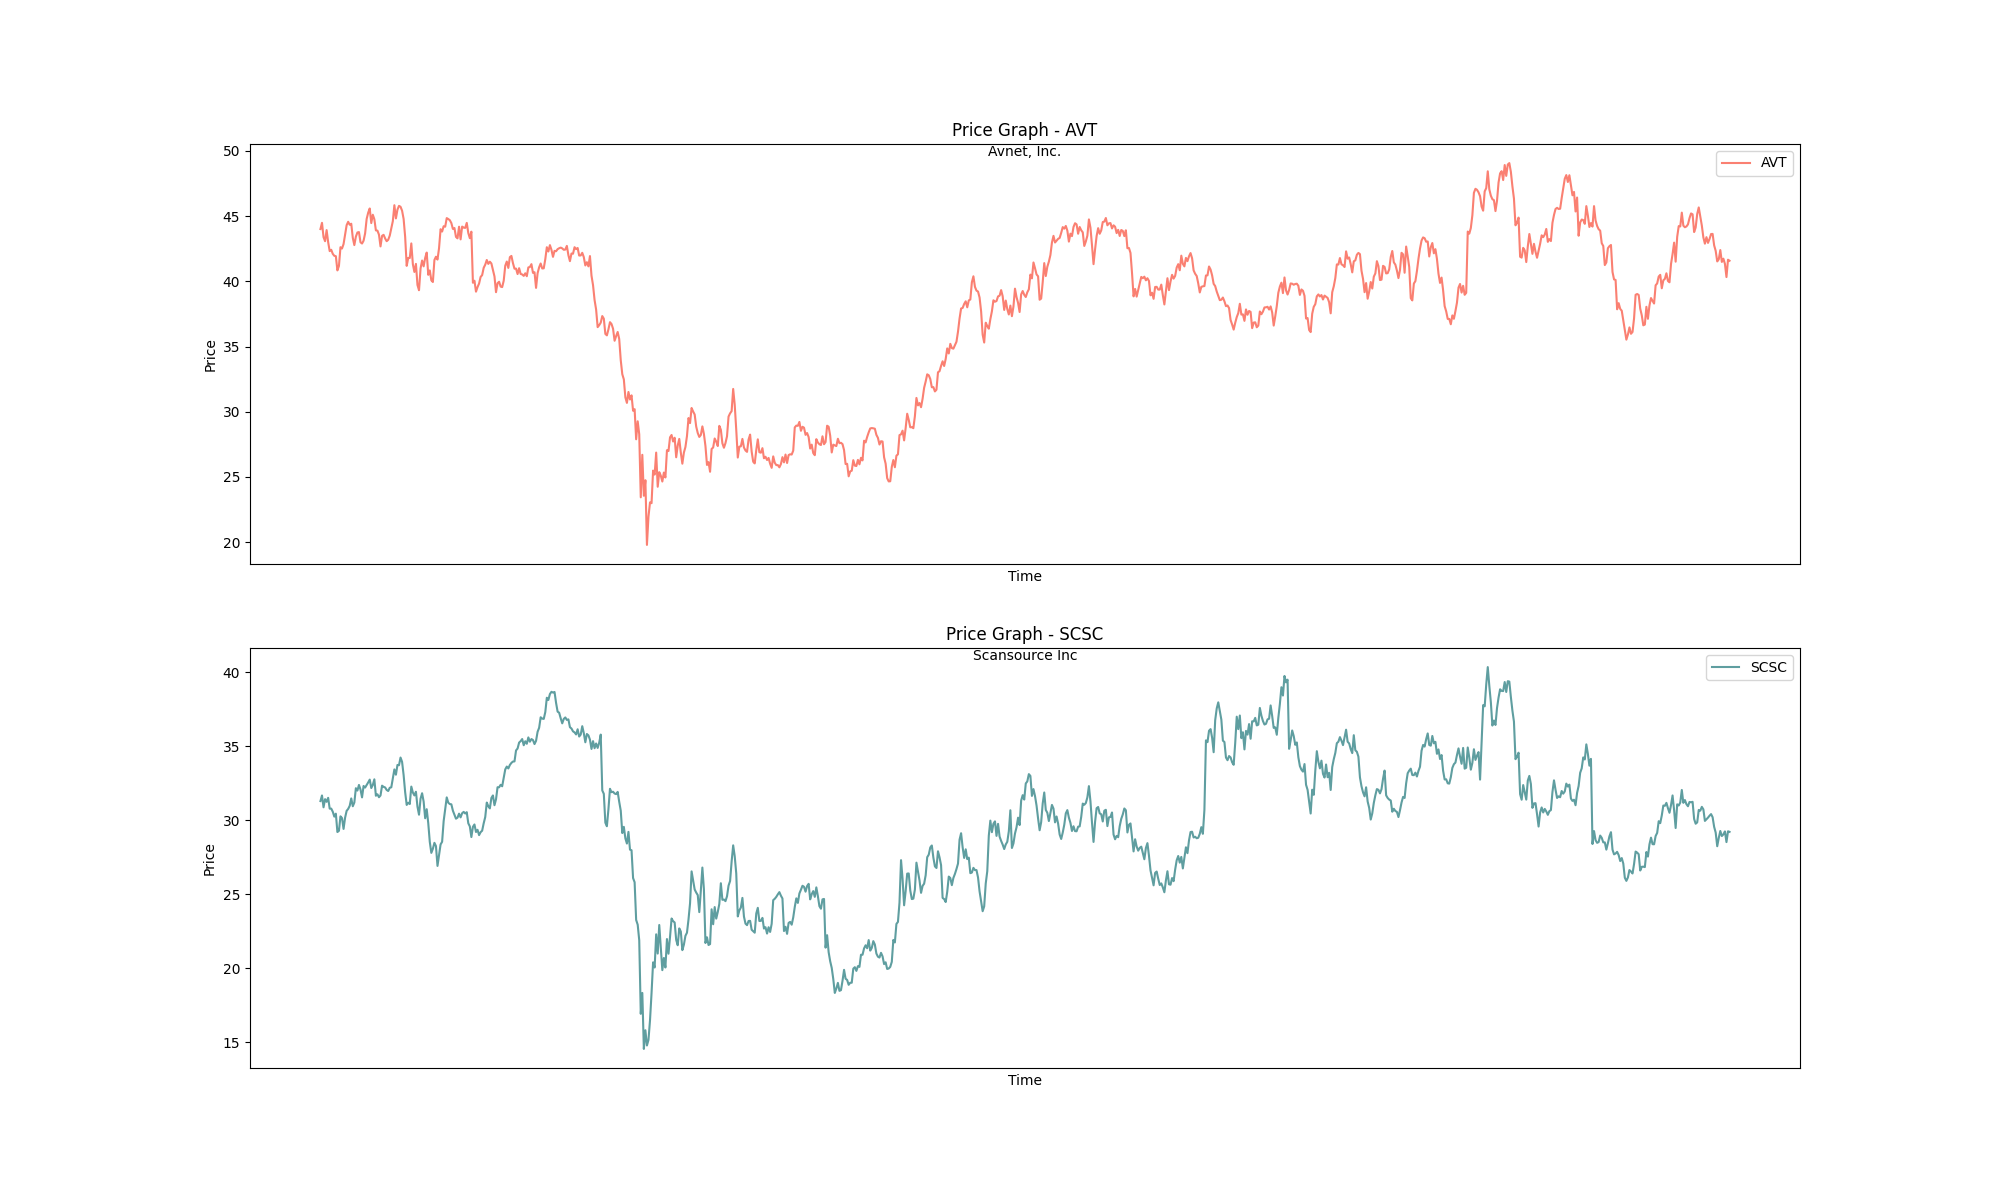 Price Graph - AVT
Avnet, Inc.
AVT
50
45
40
35
30
25
20
Price
Time
Price Graph - SCSC
Scansource Inc
SCSC
40
35
30
25
20
15
Price
Time